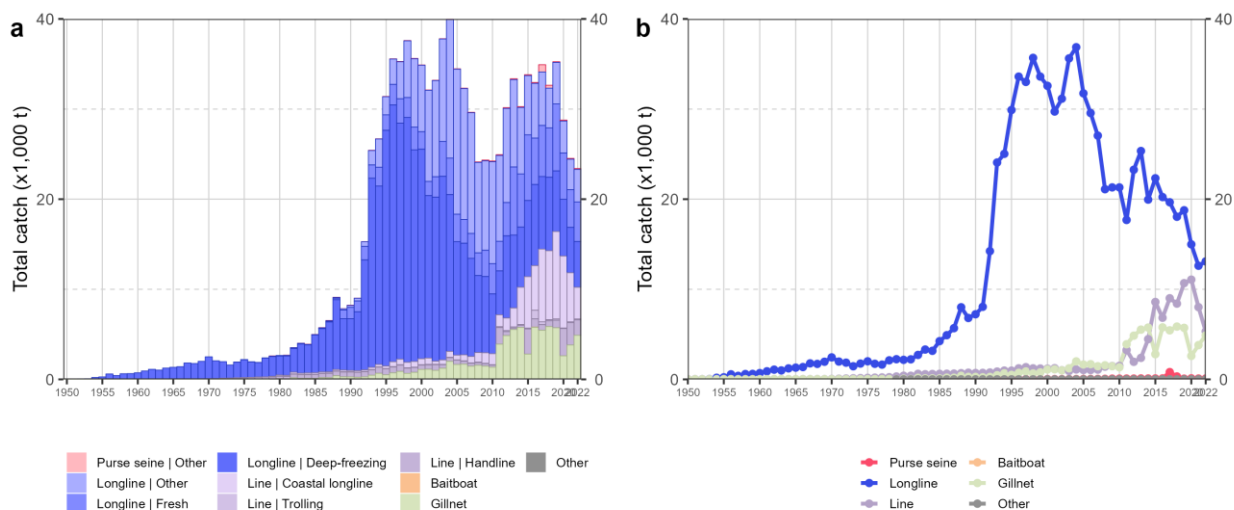 a
b
Total catch (x1,000 t)
40
20
0
40
20
0
1950 1955 1960 1965 1970 1975 1980 1985 1990 1995 2000 2005 2010 2015 2020 2022
Total catch (x1,000 t)
40
20
0
40
20
0
1950 1955 1960 1965 1970 1975 1980 1985 1990 1995 2000 2005 2010 2015 2020 2022
Purse seine | Other
Longline | Other
Longline | Fresh
Longline | Deep-freezing
Line | Coastal longline
Line | Trolling
Line | Handline
Baitboat
Gillnet
Other
Purse seine
Longline
Line
Baitboat
Gillnet
Other